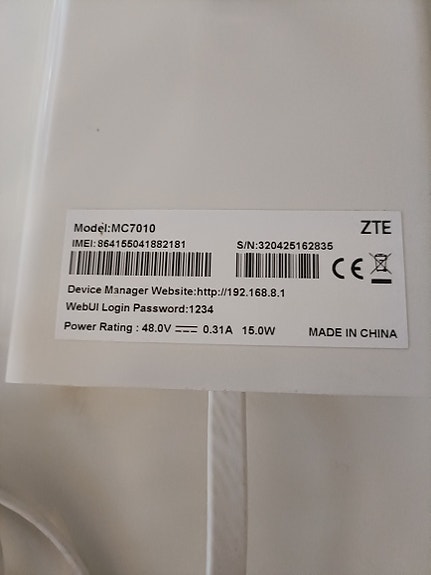 Model:MC7010
ZTE
IMEI:864155041882181
S/N:320425162835
Device Manager Website:http://192.168.8.1
WebUI Login Password:1234
Power Rating : 48.0V ⎓ 0.31A 15.0W
MADE IN CHINA